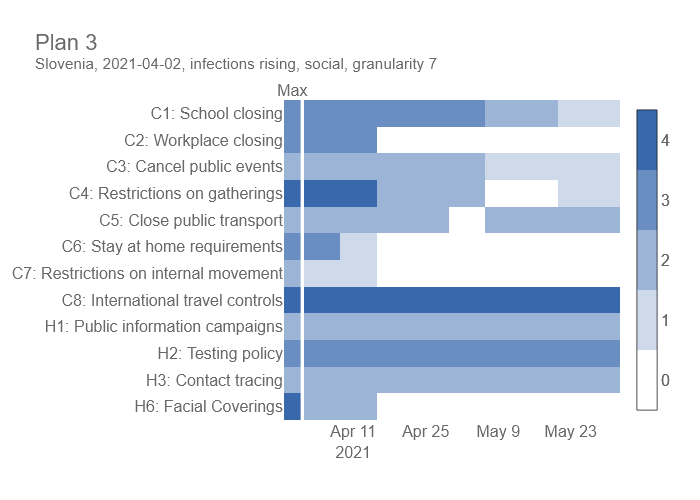 Plan 3
Slovenia, 2021-04-02, infections rising, social, granularity 7
Max
C1: School closing
C2: Workplace closing
C3: Cancel public events
C4: Restrictions on gatherings
C5: Close public transport
C6: Stay at home requirements
C7: Restrictions on internal movement
C8: International travel controls
H1: Public information campaigns
H2: Testing policy
H3: Contact tracing
H6: Facial Coverings
Apr 11 Apr 25 May 9 May 23
2021
4
3
2
1
0